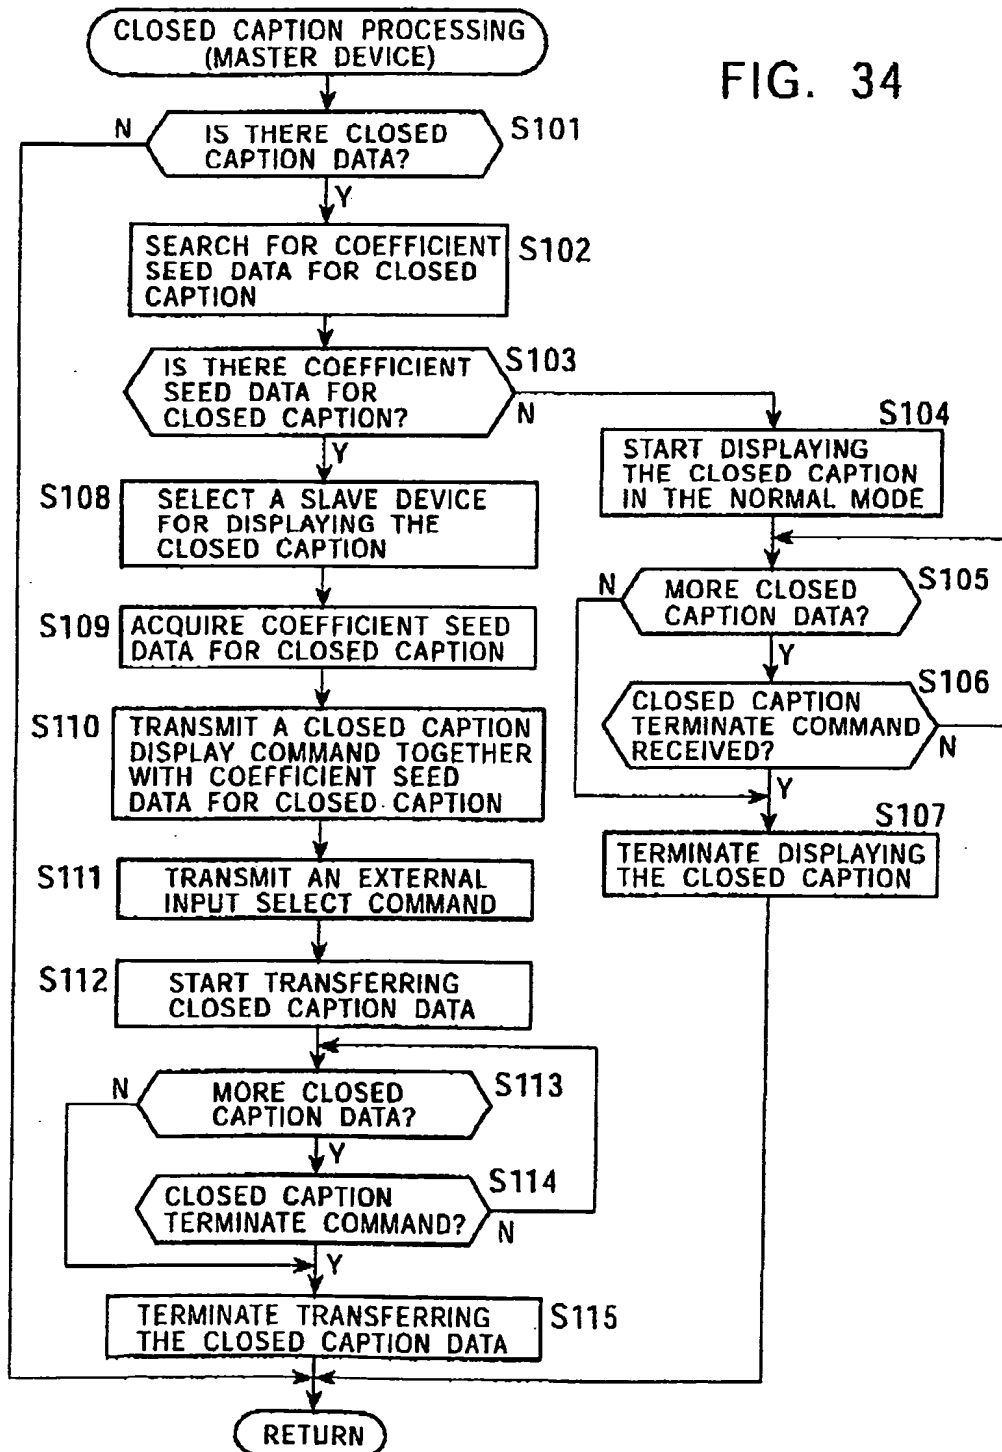 CLOSED CAPTION PROCESSING
(MASTER DEVICE)
FIG. 34
N
IS THERE CLOSED
CAPTION DATA?
S101
Y
SEARCH FOR COEFFICIENT
SEED DATA FOR CLOSED
CAPTION
S102
IS THERE COEFFICIENT
SEED DATA FOR
CLOSED CAPTION?
S103
N
Y
S104
START DISPLAYING
THE CLOSED CAPTION
IN THE NORMAL MODE
S108
SELECT A SLAVE DEVICE
FOR DISPLAYING THE
CLOSED CAPTION
N
MORE CLOSED
CAPTION DATA?
S105
Y
S109
ACQUIRE COEFFICIENT SEED
DATA FOR CLOSED CAPTION
CLOSED CAPTION
TERMINATE COMMAND
RECEIVED?
S106
N
Y
S110
TRANSMIT A CLOSED CAPTION
DISPLAY COMMAND TOGETHER
WITH COEFFICIENT SEED
DATA FOR CLOSED CAPTION
S107
TERMINATE DISPLAYING
THE CLOSED CAPTION
S111
TRANSMIT AN EXTERNAL
INPUT SELECT COMMAND
S112
START TRANSFERRING
CLOSED CAPTION DATA
N
MORE CLOSED
CAPTION DATA?
S113
Y
CLOSED CAPTION
TERMINATE COMMAND?
S114
N
Y
TERMINATE TRANSFERRING
THE CLOSED CAPTION DATA
S115
RETURN